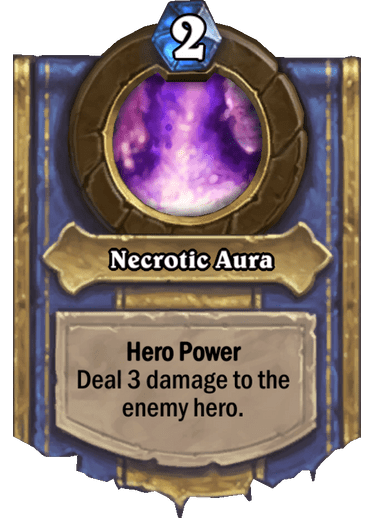 2
Necrotic Aura
Hero Power
Deal 3 damage to the
enemy hero.